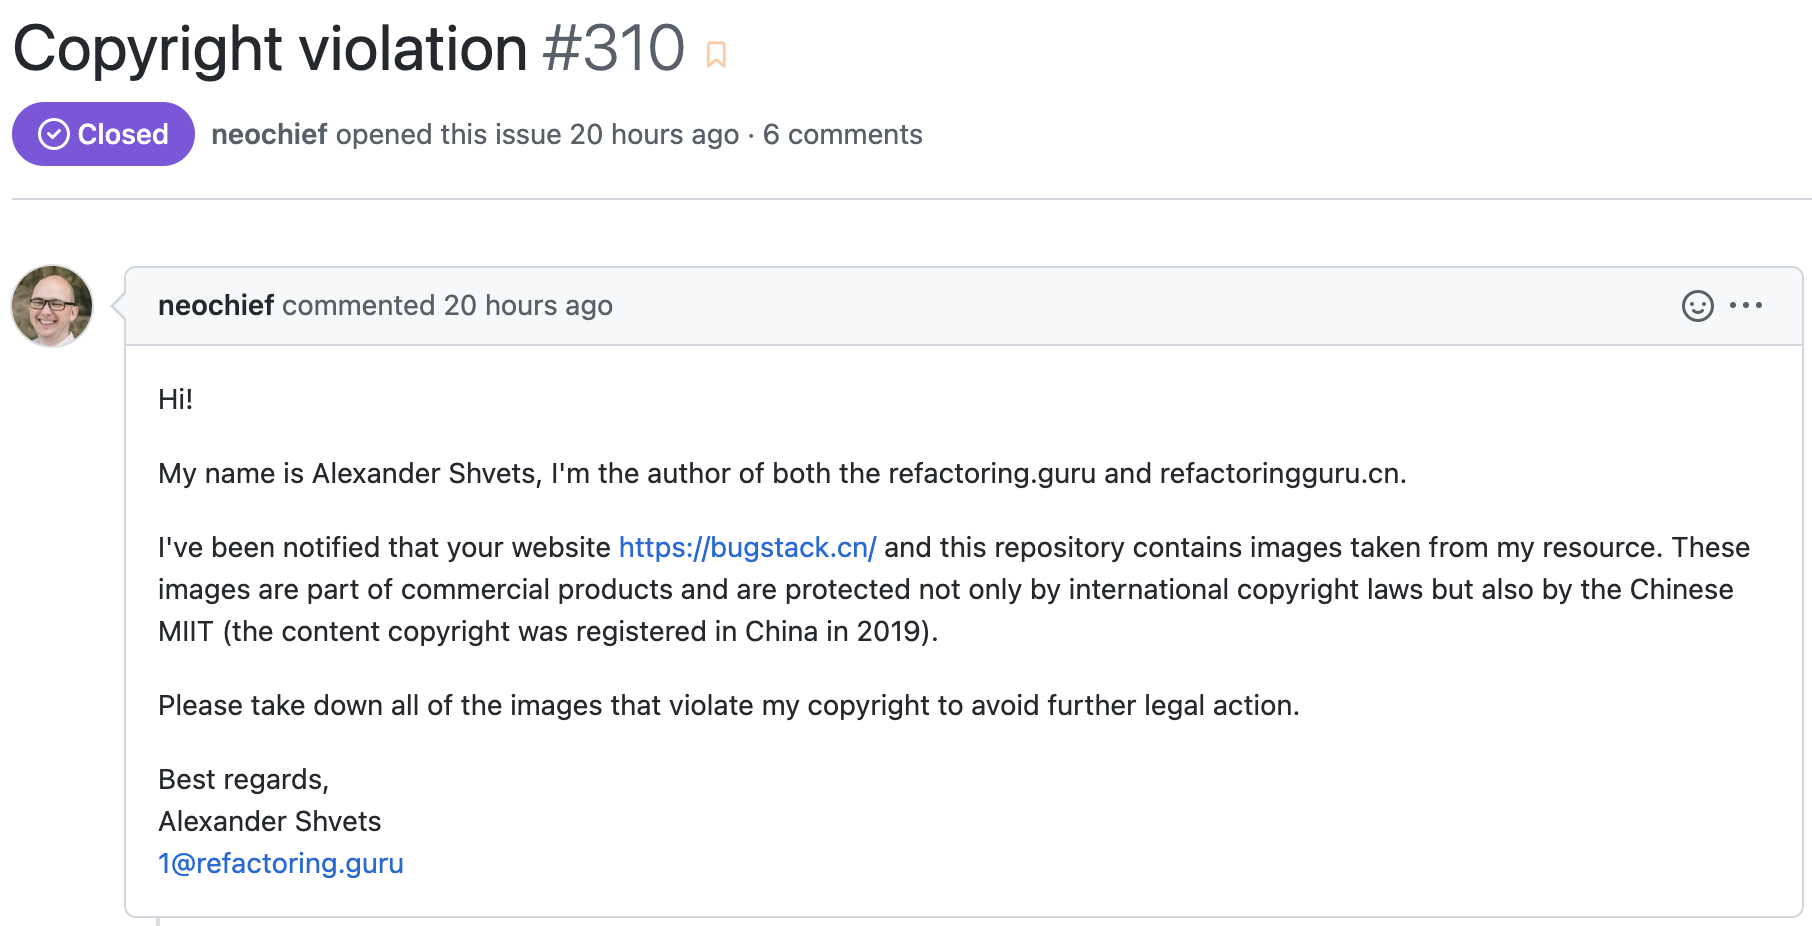 Copyright violation #310
Closed
neochief opened this issue 20 hours ago · 6 comments
neochief commented 20 hours ago
Hi!
My name is Alexander Shvets, I'm the author of both the refactoring.guru and refactoringguru.cn.
I've been notified that your website https://bugstack.cn/ and this repository contains images taken from my resource. These
images are part of commercial products and are protected not only by international copyright laws but also by the Chinese
MIIT (the content copyright was registered in China in 2019).
Please take down all of the images that violate my copyright to avoid further legal action.
Best regards,
Alexander Shvets
1@refactoring.guru